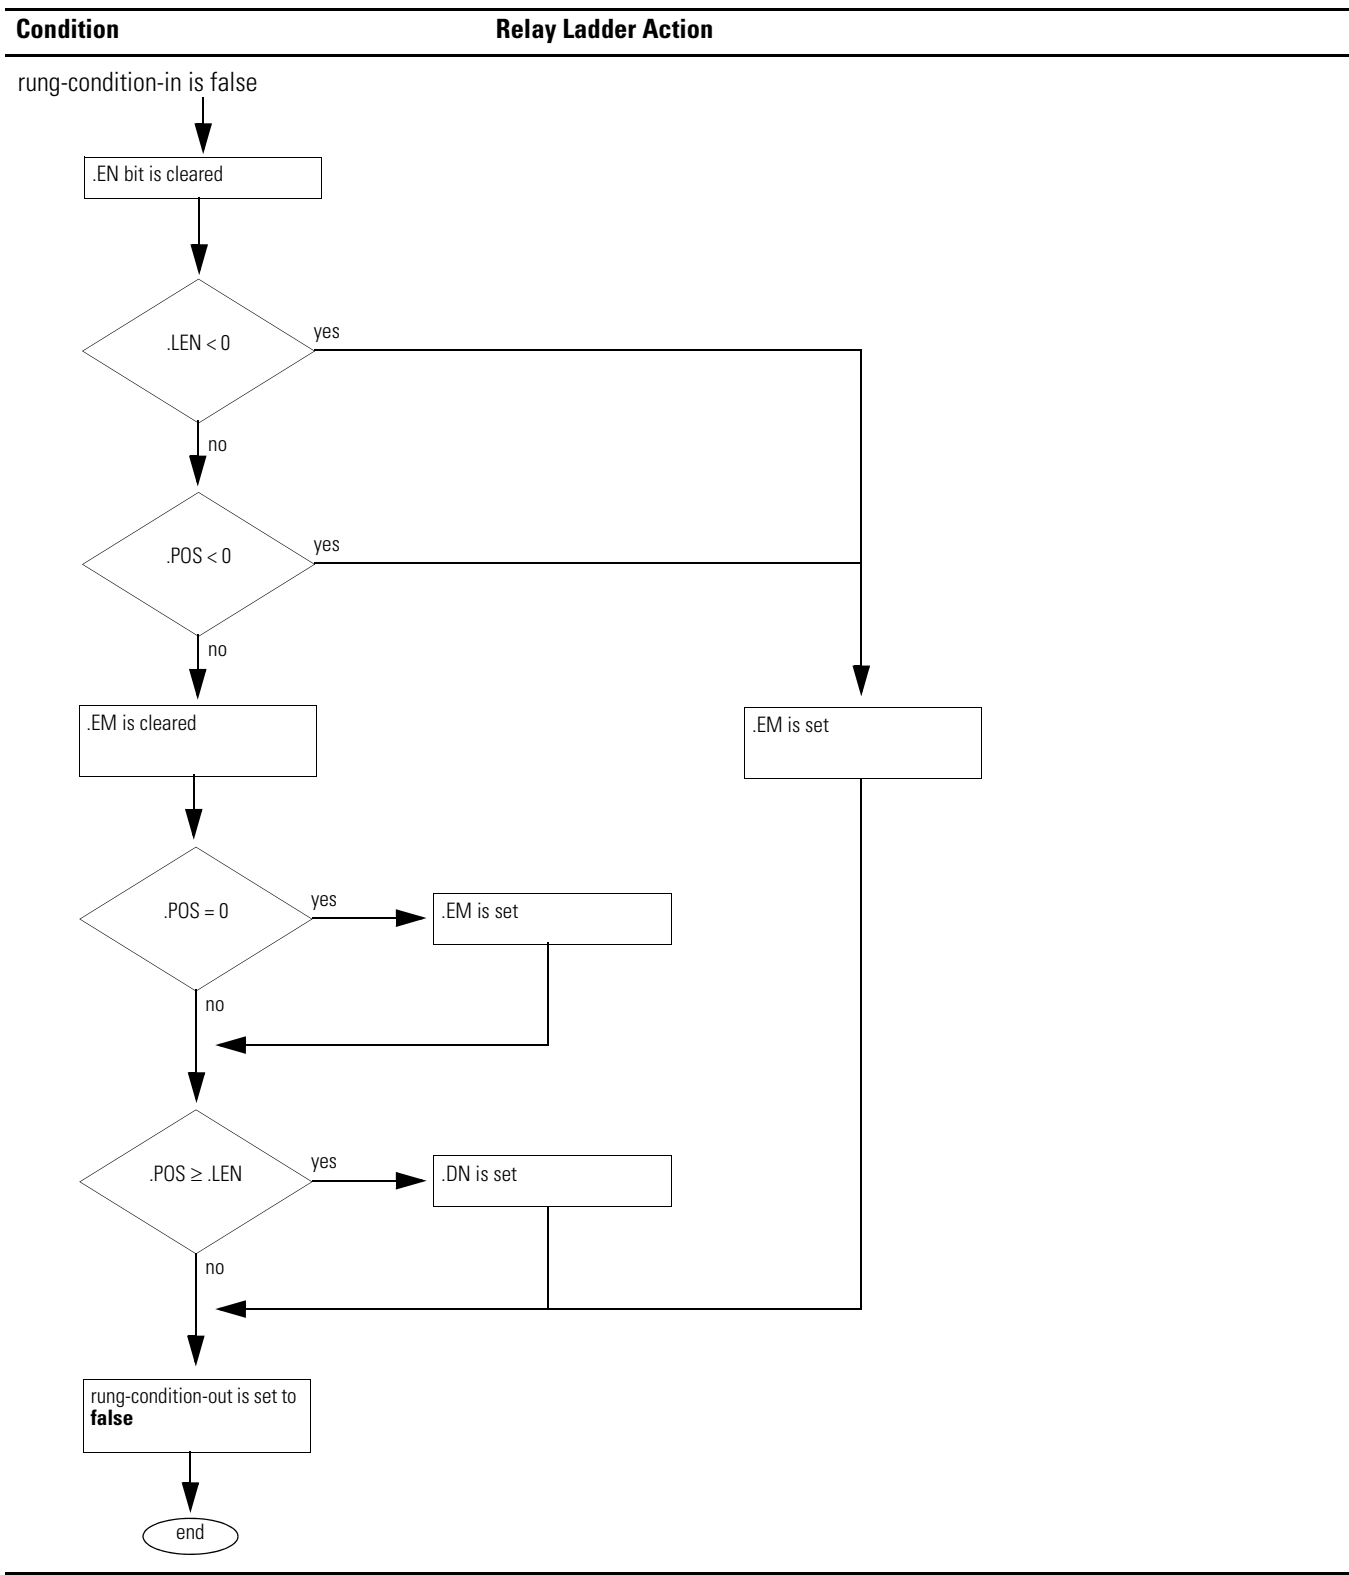 Condition Relay Ladder Action
rung-condition-in is false
.EN bit is cleared
.LEN < 0
yes
no
.POS < 0
yes
no
.EM is cleared
.EM is set
.POS = 0
yes
.EM is set
no
.POS ≥ .LEN
yes
.DN is set
no
rung-condition-out is set to
false
end